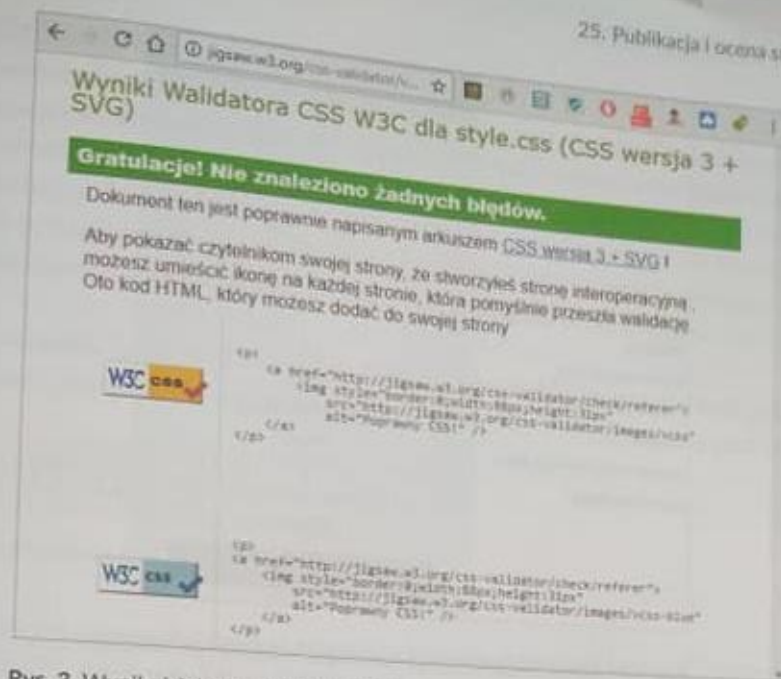 25. Publikacja i ocena
jigsaw.w3.org/css-validator/v...
Wyniki Walidatora CSS W3C dla style.css (CSS wersja 3 +
SVG)
Gratulacje! Nie znaleziono żadnych błędów.
Dokument ten jest poprawnie napisanym arkuszem CSS wersja 3 + SVG !
Aby pokazać czytelnikom swojej strony, że stworzyłeś stronę interoperacyjną ,
możesz umieścić ikonę na każdej stronie, która pomyślnie przeszła walidację.
Oto kod HTML, który możesz dodać do swojej strony
W3C css
<p>
<a href="http://jigsaw.w3.org/css-validator/check/referer">
<img style="border:0;width:88px;height:31px"
src="http://jigsaw.w3.org/css-validator/images/vcss"
alt="Poprawny CSS!" />
</a>
</p>
W3C css
<p>
<a href="http://jigsaw.w3.org/css-validator/check/referer">
<img style="border:0;width:88px;height:31px"
src="http://jigsaw.w3.org/css-validator/images/vcss-blue"
alt="Poprawny CSS!" />
</a>
</p>